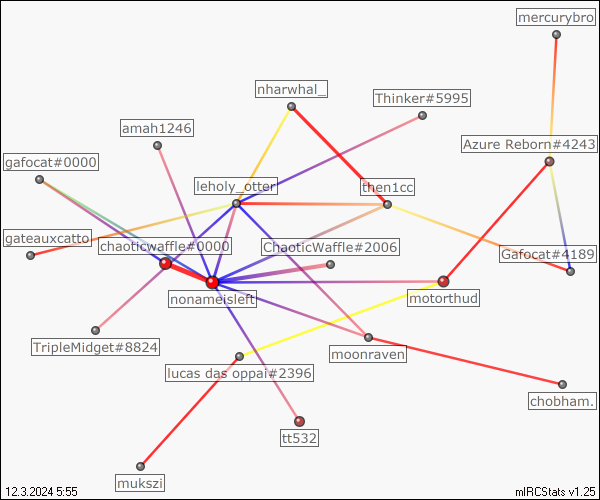 mercurybro
nharwhal_
Thinker#5995
amah1246
Azure Reborn#4243
gafocat#0000
leholy_otter
then1cc
gateauxcatto
chaoticwaffle#0000
ChaoticWaffle#2006
Gafocat#4189
nonameisleft
motorthud
TripleMidget#8824
moonraven
lucas das oppai#2396
chobham.
tt532
mukszi
12.3.2024 5:55
mIRCStats v1.25